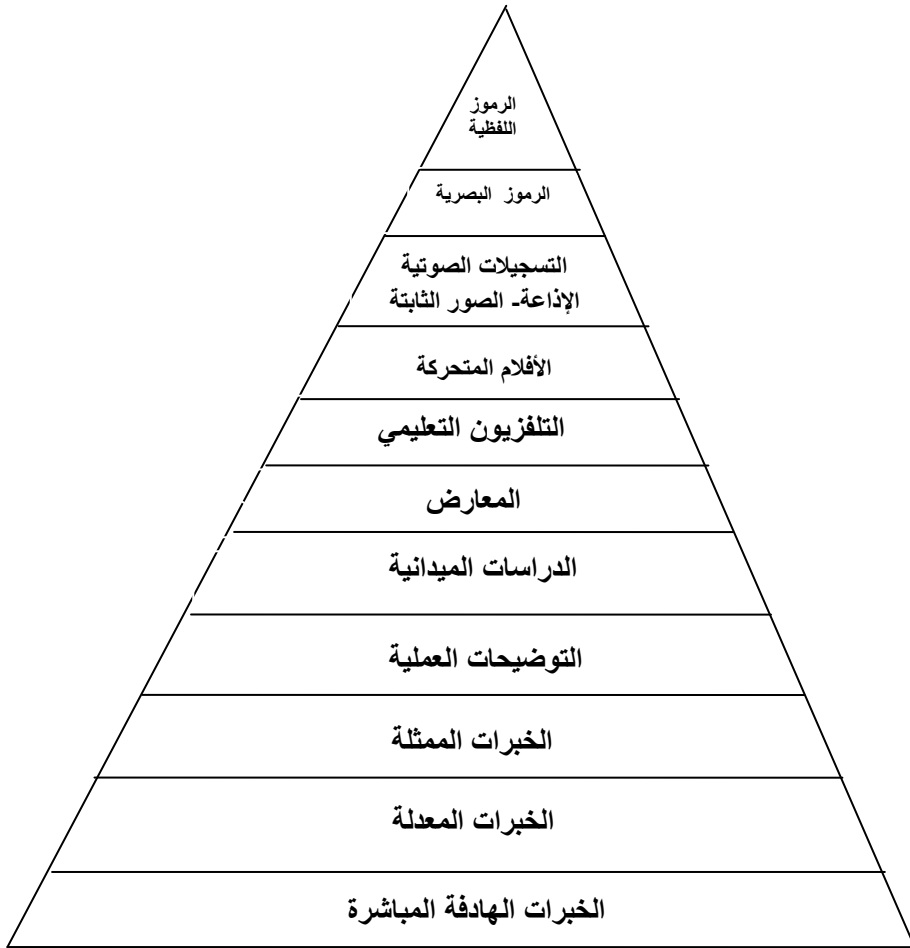 الرموز
اللفظية
الرموز البصرية
التسجيلات الصوتية
الإذاعة- الصور الثابتة
الأفلام المتحركة
التلفزيون التعليمي
المعارض
الدراسات الميدانية
التوضيحات العملية
الخبرات الممثلة
الخبرات المعدلة
الخبرات الهادفة المباشرة